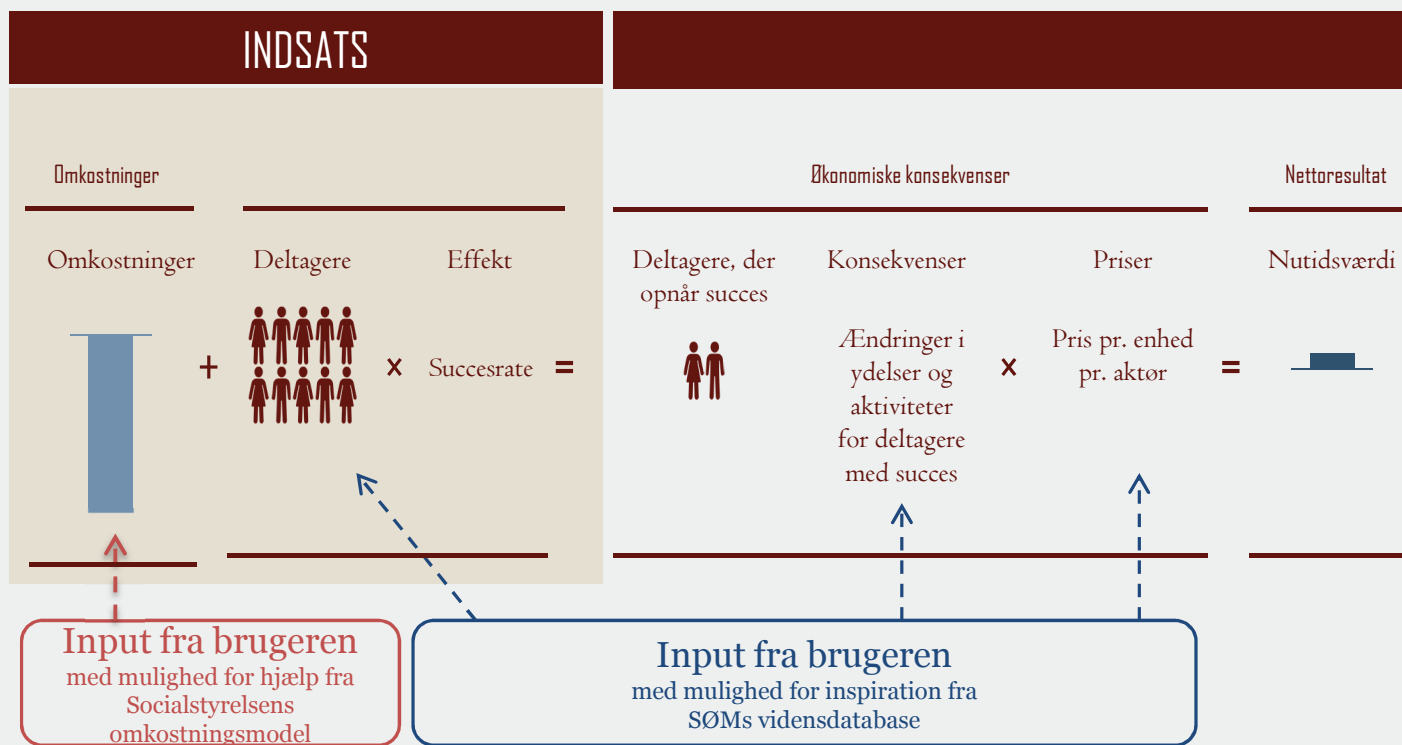 INDSATS
Omkostninger
Økonomiske konsekvenser
Nettoresultat
Omkostninger
Deltagere
Effekt
Deltagere, der
opnår succes
Konsekvenser
Priser
Nutidsværdi
+
x
Succesrate
=
Ændringer i
ydelser og
aktiviteter
for deltagere
med succes
x
Pris pr. enhed
pr. aktør
=
Input fra brugeren
med mulighed for hjælp fra
Socialstyrelsens
omkostningsmodel
Input fra brugeren
med mulighed for inspiration fra
SØMs vidensdatabase